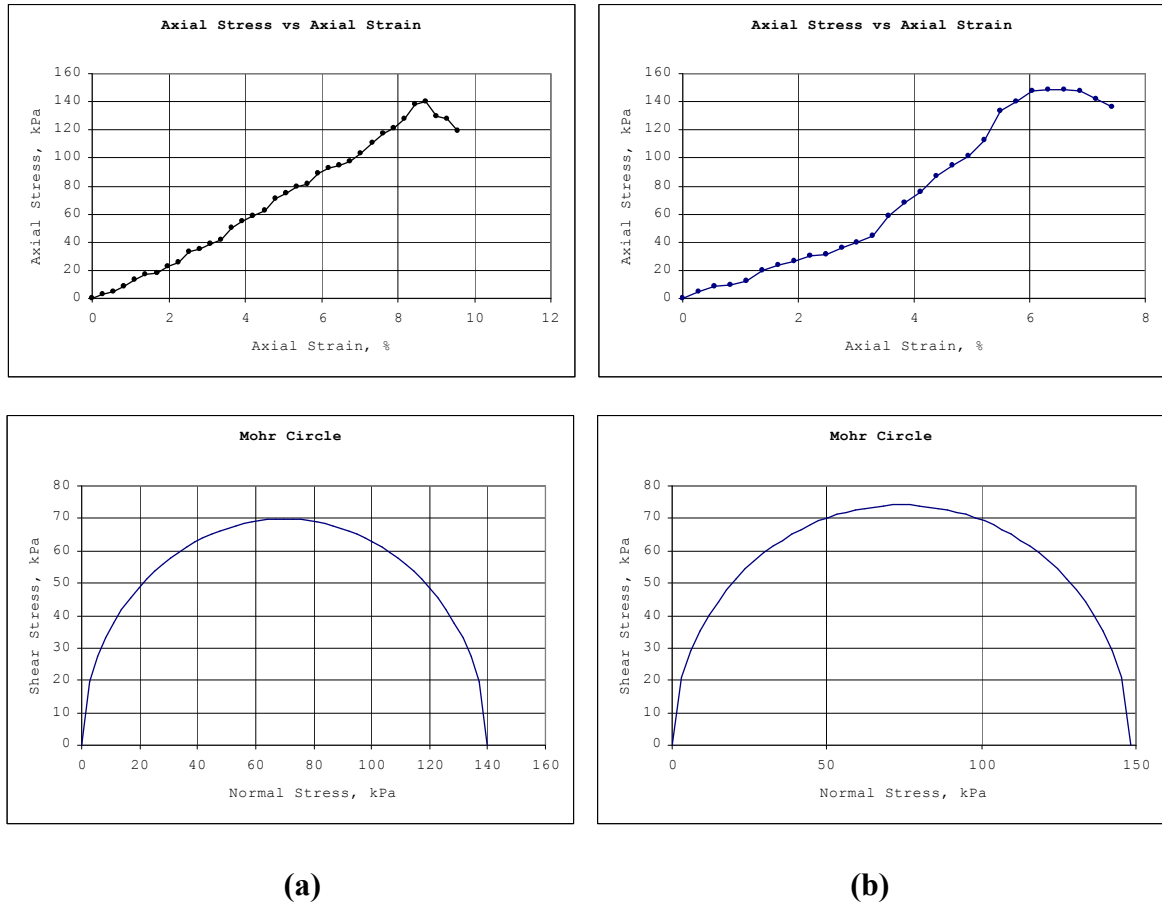 Axial Stress vs Axial Strain
Axial Stress, kPa
160
140
120
100
80
60
40
20
0
0 2 4 6 8 10 12
Axial Strain, %
Axial Stress vs Axial Strain
Axial Stress, kPa
160
140
120
100
80
60
40
20
0
0 2 4 6 8
Axial Strain, %
Mohr Circle
Shear Stress, kPa
80
70
60
50
40
30
20
10
0
0 20 40 60 80 100 120 140 160
Normal Stress, kPa
Mohr Circle
Shear Stress, kPa
80
70
60
50
40
30
20
10
0
0 50 100 150
Normal Stress, kPa
(a) (b)